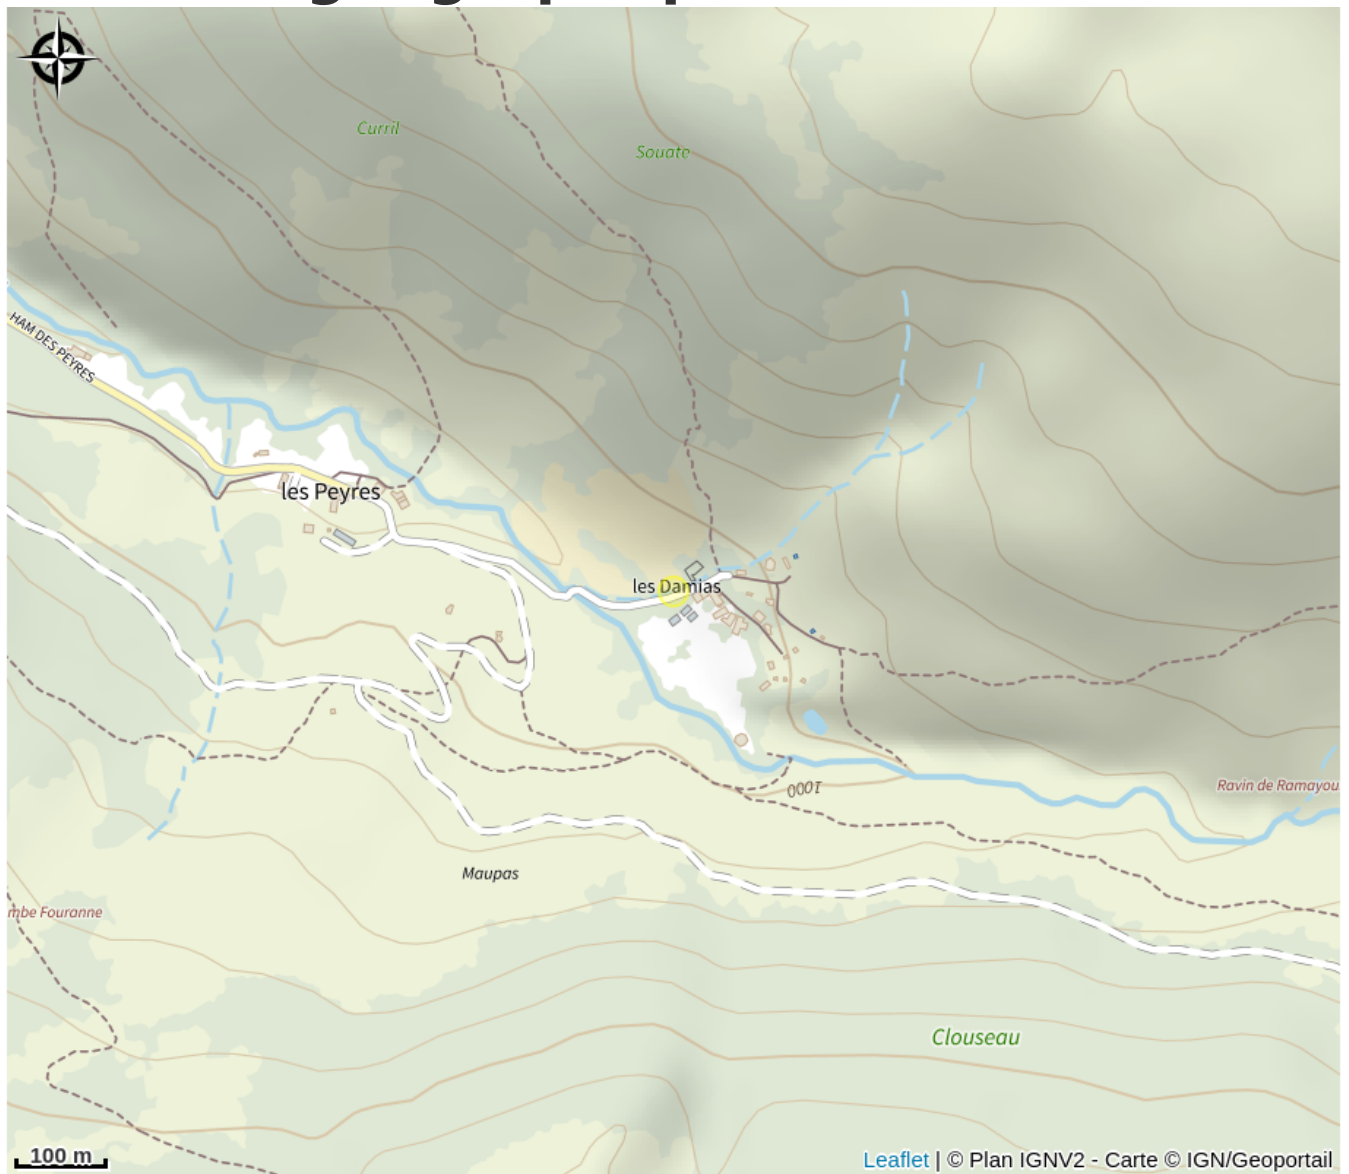 Curril
Souate
HAM DES PEYRES
les Peyres
les Damias
1000
Ravin de Ramayou
Maupas
mbe Fouranne
Clouseau
100 m
Leaflet | © Plan IGNV2 - Carte © IGN/Geoportail